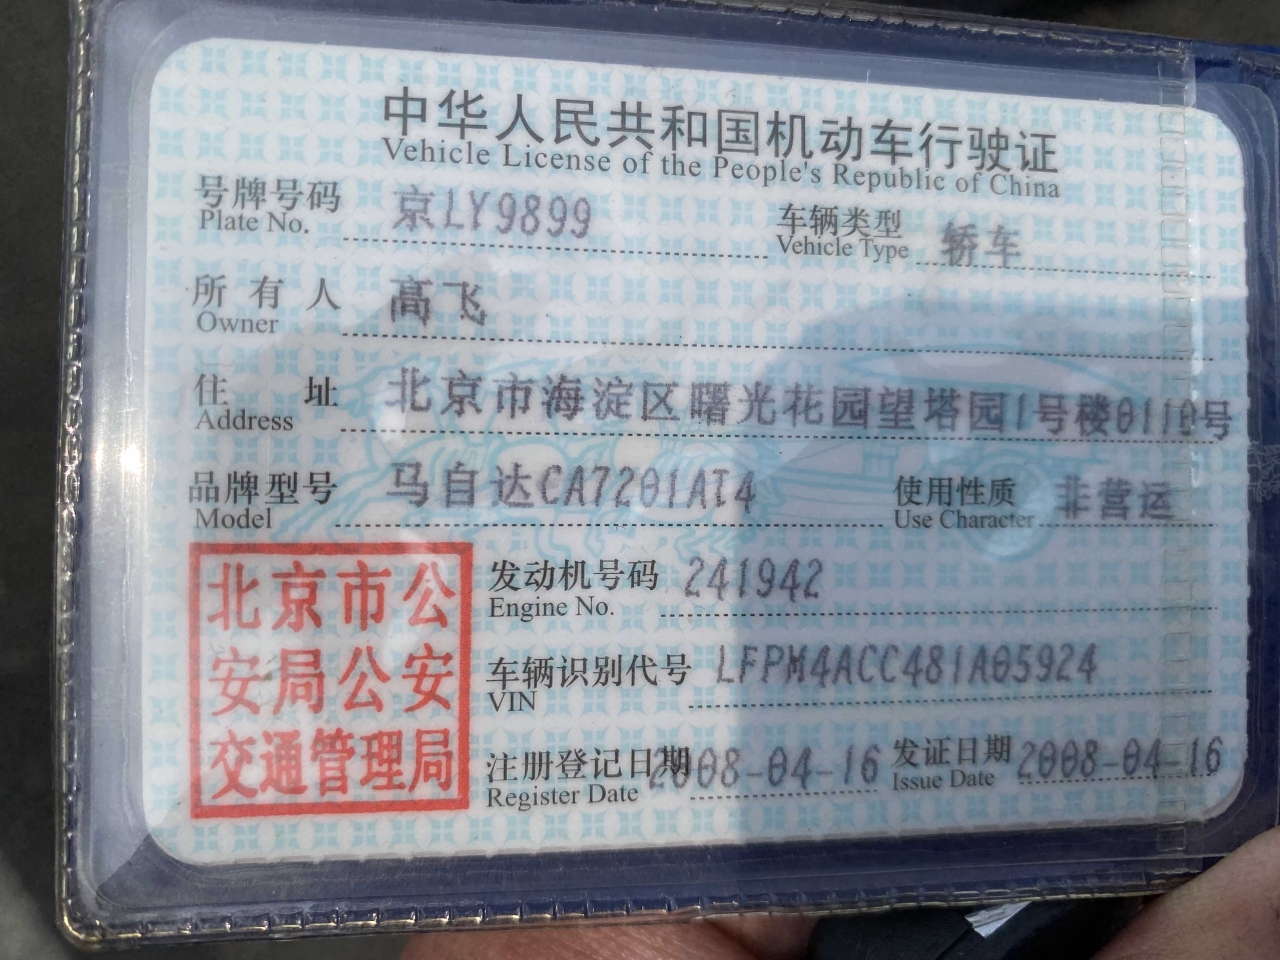 中华人民共和国机动车行驶证
Vehicle License of the People's Republic of China
号牌号码 京LY9899 车辆类型 轿车
Plate No. Vehicle Type
所有人 高飞
Owner
住址 北京市海淀区曙光花园望塔园1号楼0110号
Address
品牌型号 马自达CA7201AT4 使用性质 非营运
Model Use Character
发动机号码 241942
Engine No.
车辆识别代号 LFPM4ACC481A05924
VIN
注册登记日期 2008-04-16 发证日期 2008-04-16
Register Date Issue Date
北京市公
安局公安
交通管理局